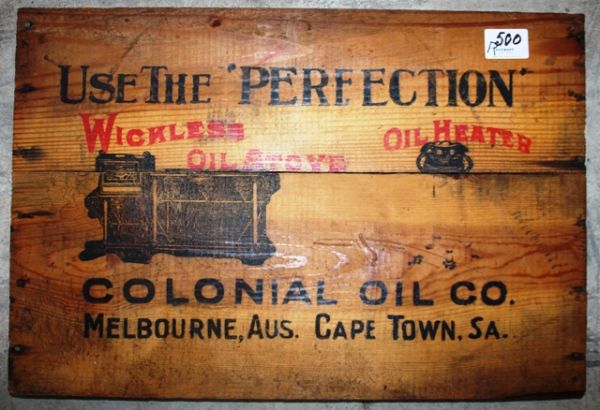 500
USE THE "PERFECTION"
WICKLESS
OIL STOVE
OIL HEATER
COLONIAL OIL CO.
MELBOURNE, AUS. CAPE TOWN. SA.